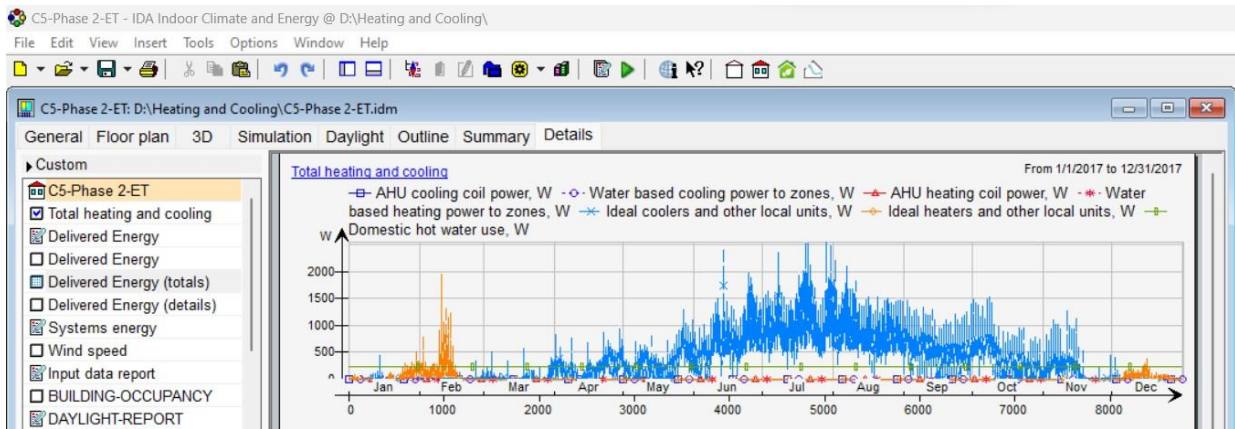 C5-Phase 2-ET - IDA Indoor Climate and Energy @ D:\Heating and Cooling\
File Edit View Insert Tools Options Window Help
C5-Phase 2-ET: D:\Heating and Cooling\C5-Phase 2-ET.idm
General Floor plan 3D Simulation Daylight Outline Summary Details
Custom
C5-Phase 2-ET
Total heating and cooling
Delivered Energy
Delivered Energy
Delivered Energy (totals)
Delivered Energy (details)
Systems energy
Wind speed
Input data report
BUILDING-OCCUPANCY
DAYLIGHT-REPORT
Total heating and cooling
From 1/1/2017 to 12/31/2017
AHU cooling coil power, W Water based cooling power to zones, W AHU heating coil power, W Water
based heating power to zones, W Ideal coolers and other local units, W Ideal heaters and other local units, W
Domestic hot water use, W
W
2000
1500
1000
500
0
Jan Feb Mar Apr May Jun Jul Aug Sep Oct Nov Dec
0 1000 2000 3000 4000 5000 6000 7000 8000